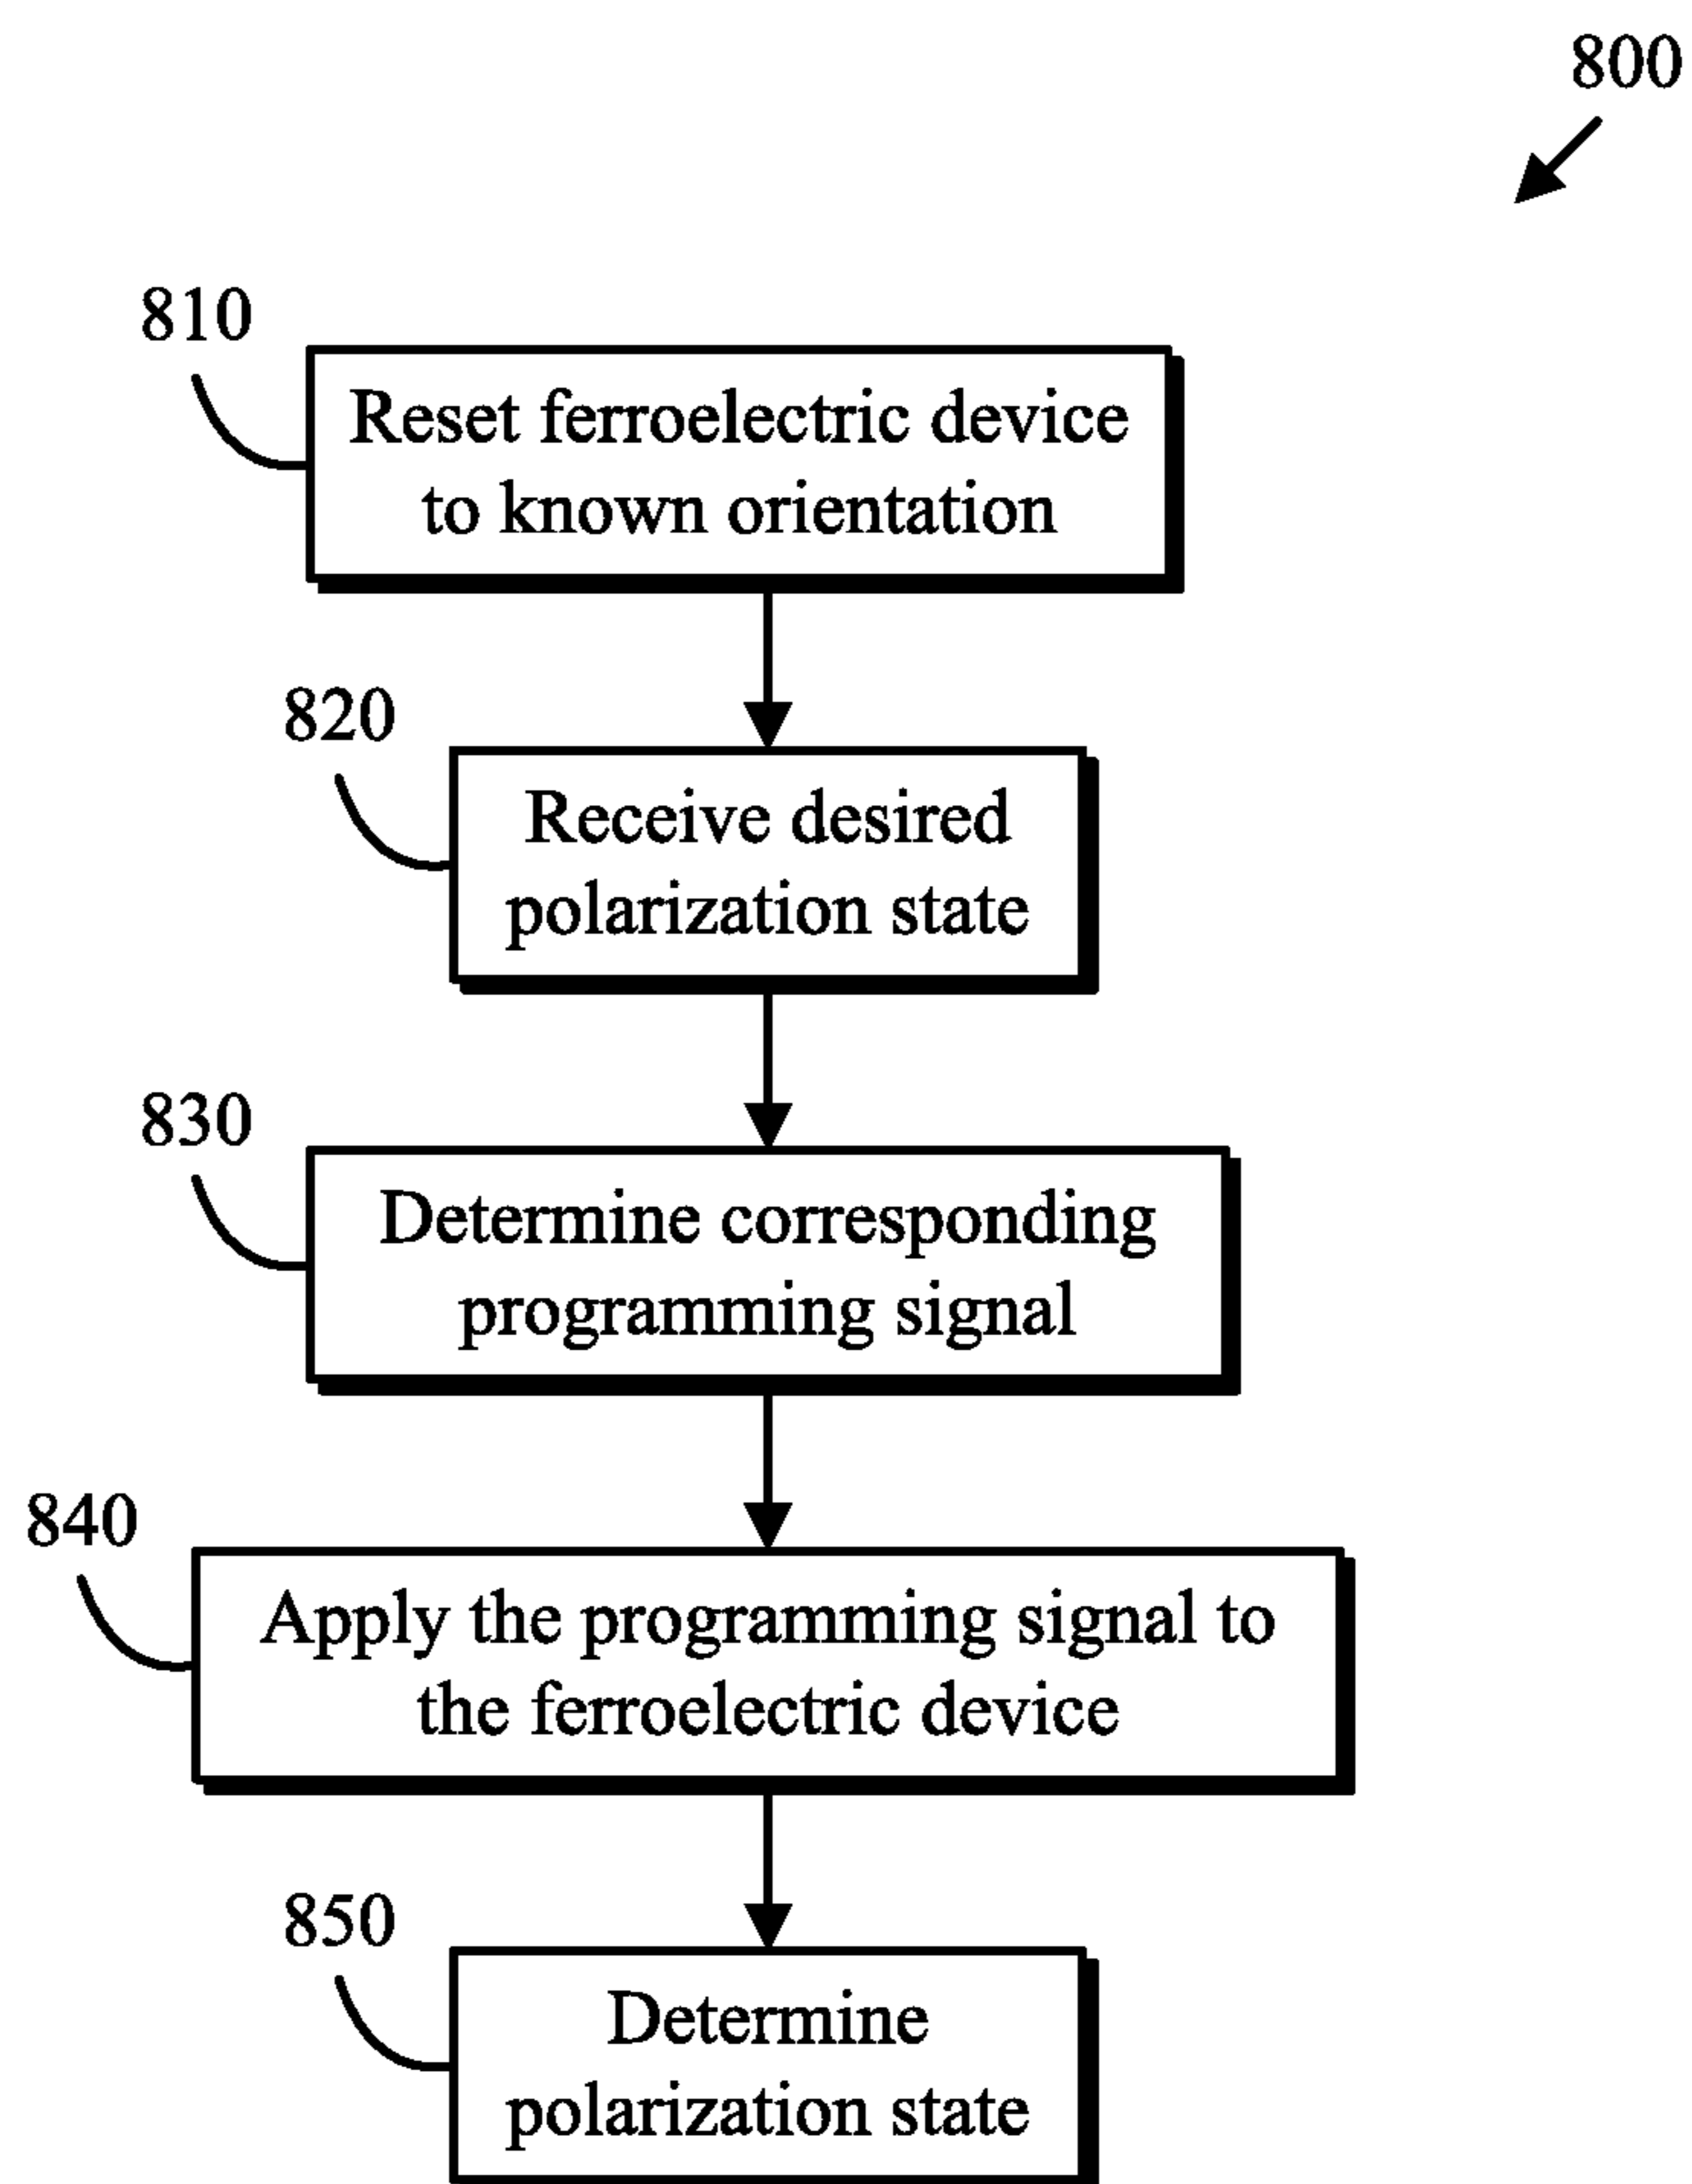 800
810
Reset ferroelectric device
to known orientation
820
Receive desired
polarization state
830
Determine corresponding
programming signal
840
Apply the programming signal to
the ferroelectric device
850
Determine
polarization state